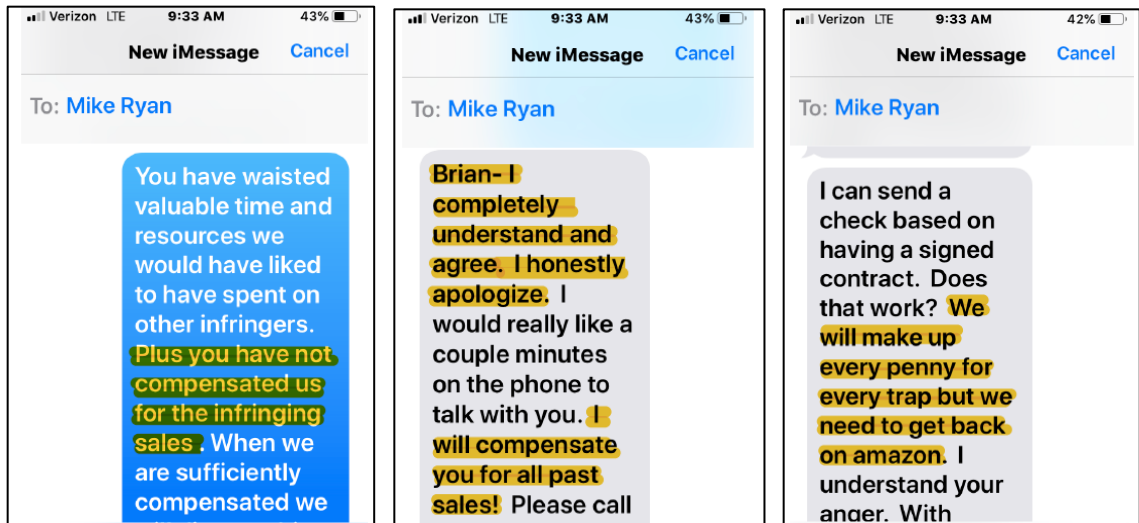 Verizon LTE 9:33 AM 43%
New iMessage Cancel
To: Mike Ryan
You have waisted
valuable time and
resources we
would have liked
to have spent on
other infringers.
Plus you have not
compensated us
for the infringing
sales . When we
are sufficiently
compensated we
Verizon LTE 9:33 AM 43%
New iMessage Cancel
To: Mike Ryan
Brian- I
completely
understand and
agree. I honestly
apologize. I
would really like a
couple minutes
on the phone to
talk with you. I
will compensate
you for all past
sales! Please call
Verizon LTE 9:33 AM 42%
New iMessage Cancel
To: Mike Ryan
I can send a
check based on
having a signed
contract. Does
that work? We
will make up
every penny for
every trap but we
need to get back
on amazon. I
understand your
anger. With